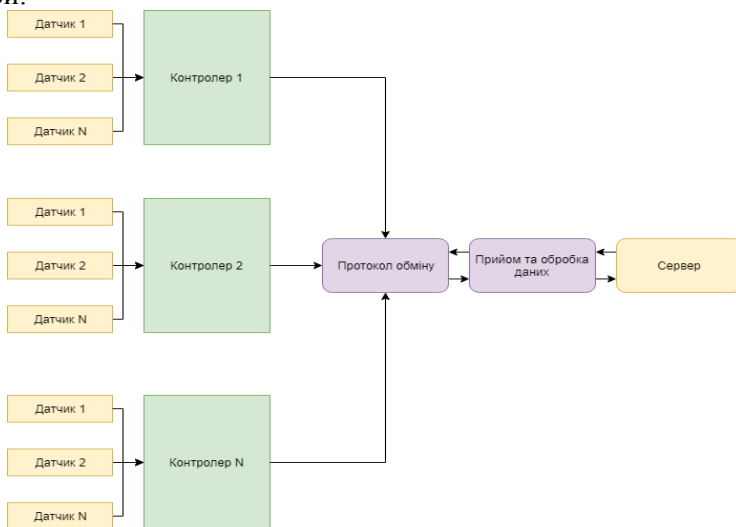 Датчик 1
Датчик 2
Датчик N
Контролер 1
Датчик 1
Датчик 2
Датчик N
Контролер 2
Протокол обміну
Прийом та обробка
даних
Сервер
Датчик 1
Датчик 2
Датчик N
Контролер N